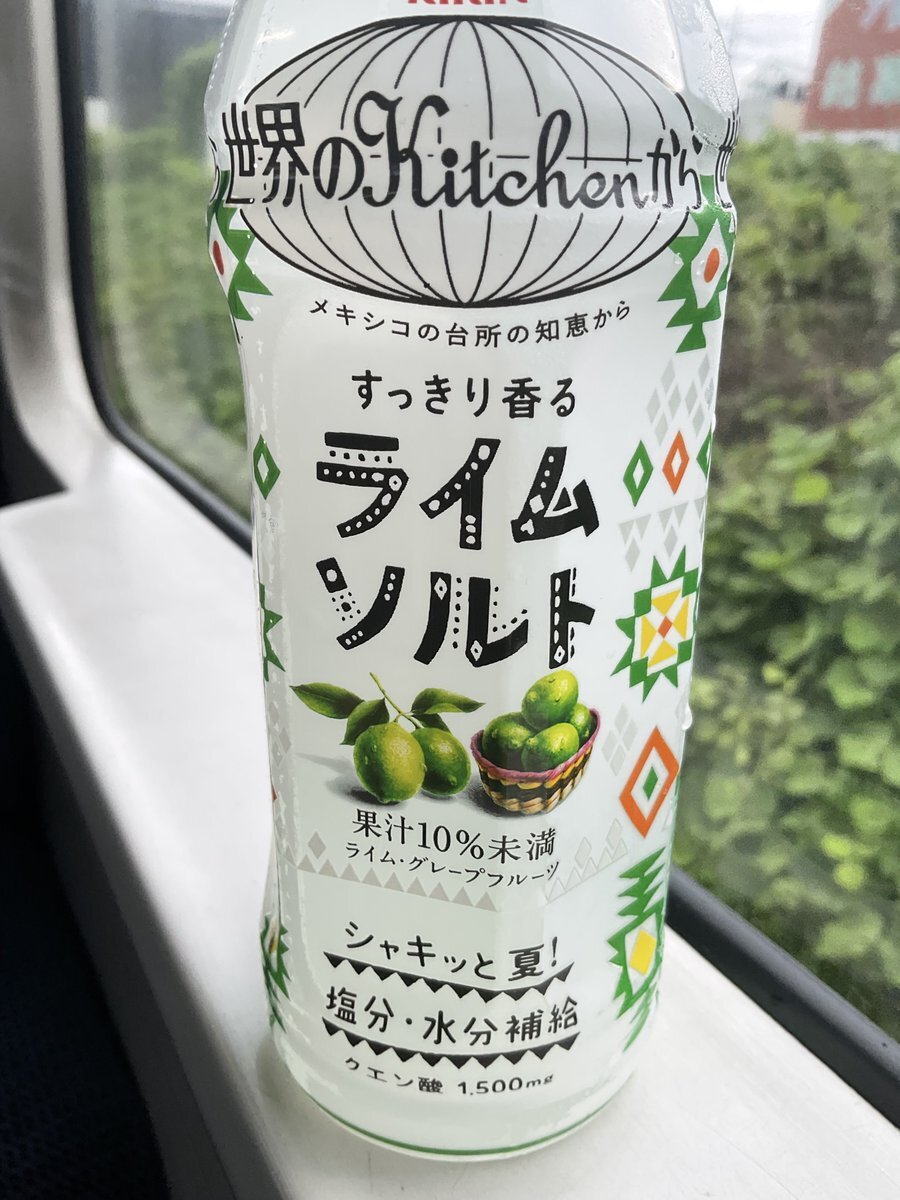 世界のKitchenから
メキシコの台所の知恵から
すっきり香る
ライム
ソルト
果汁10%未満
ライム・グレープフルーツ
シャキッと夏!
塩分・水分補給
クエン酸 1,500mg